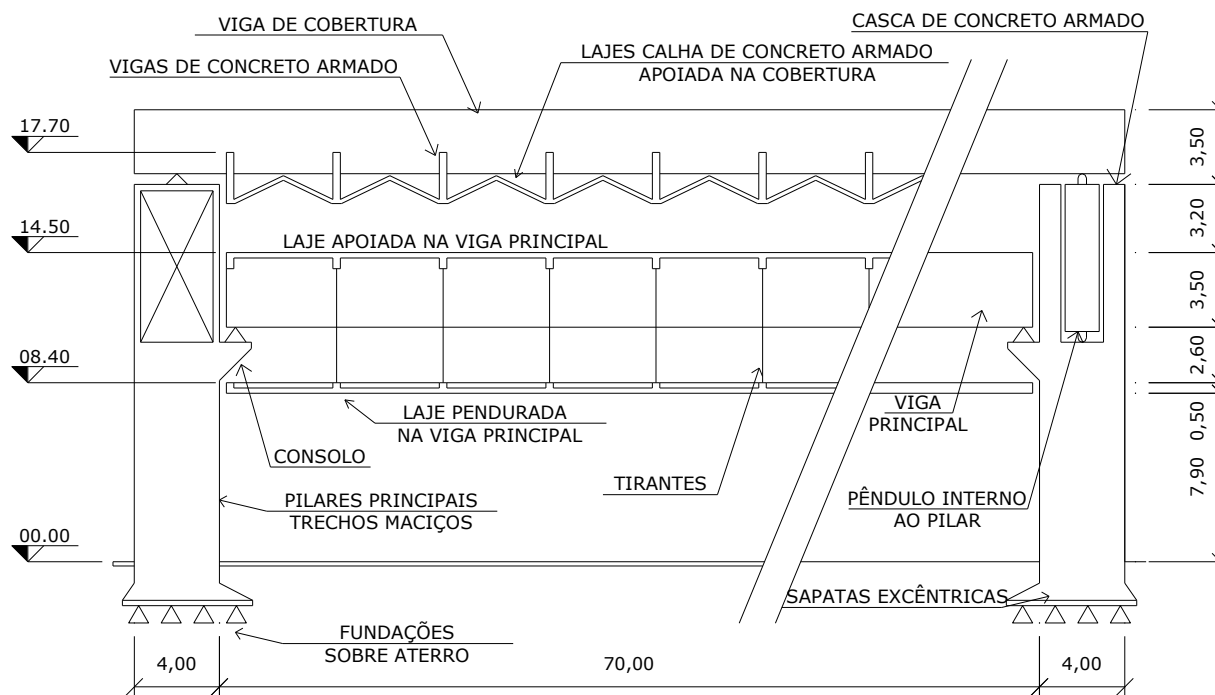 VIGA DE COBERTURA
CASCA DE CONCRETO ARMADO
VIGAS DE CONCRETO ARMADO
LAJES CALHA DE CONCRETO ARMADO
APOIADA NA COBERTURA
17.70
3,50
3,20
14.50
LAJE APOIADA NA VIGA PRINCIPAL
3,50
08.40
2,60
LAJE PENDURADA
NA VIGA PRINCIPAL
VIGA
PRINCIPAL
0,50
CONSOLO
TIRANTES
7,90
PILARES PRINCIPAIS
TRECHOS MACIÇOS
PÊNDULO INTERNO
AO PILAR
00.00
SAPATAS EXCÊNTRICAS
FUNDAÇÕES
SOBRE ATERRO
4,00
70,00
4,00